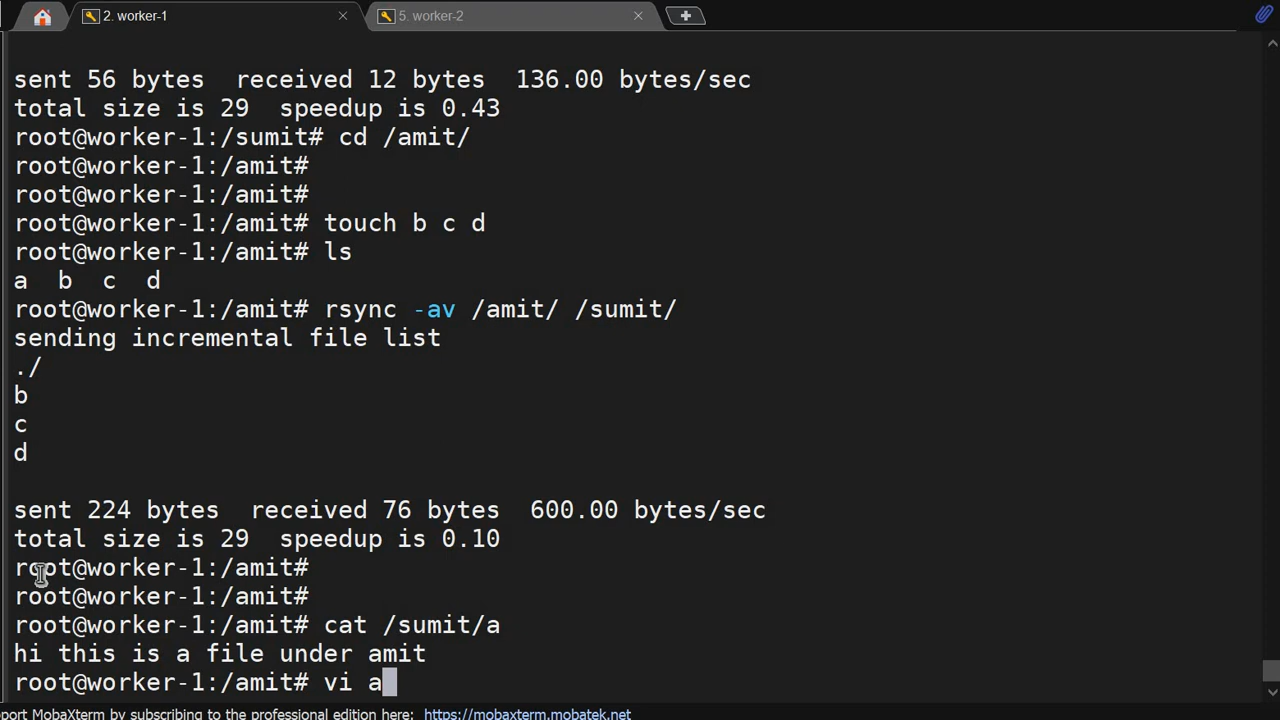 2. worker-1
5. worker-2
sent 56 bytes  received 12 bytes  136.00 bytes/sec
total size is 29  speedup is 0.43
root@worker-1:/sumit# cd /amit/
root@worker-1:/amit#
root@worker-1:/amit#
root@worker-1:/amit# touch b c d
root@worker-1:/amit# ls
a  b  c  d
root@worker-1:/amit# rsync -av /amit/ /sumit/
sending incremental file list
./
b
c
d
sent 224 bytes  received 76 bytes  600.00 bytes/sec
total size is 29  speedup is 0.10
root@worker-1:/amit#
root@worker-1:/amit#
root@worker-1:/amit# cat /sumit/a
hi this is a file under amit
root@worker-1:/amit# vi a
port MobaXterm by subscribing to the professional edition here: https://mobaxterm.mobatek.net